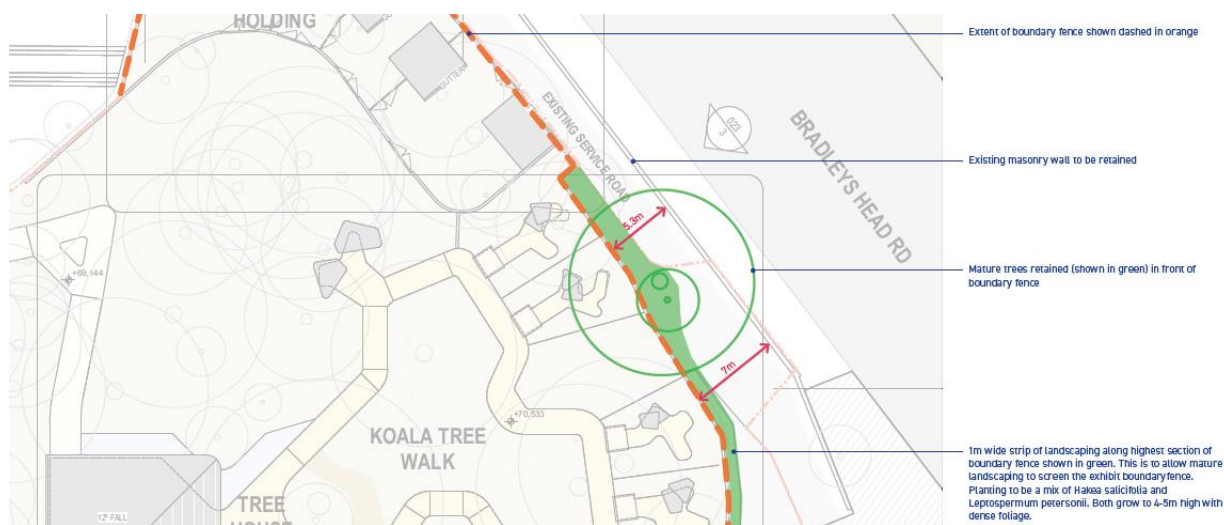 HOLDING
Extent of boundary fence shown dashed in orange
GUTTER
EXISTING SERVICE ROAD
023
3
BRADLEYS HEAD RD
Existing masonry wall to be retained
5.3m
+69,144
Mature trees retained (shown in green) in front of
boundary fence
7m
+70,533
KOALA TREE
WALK
1m wide strip of landscaping along highest section of
boundary fence shown in green. This is to allow mature
landscaping to screen the exhibit boundary fence.
Planting to be a mix of Hakea salicifolia and
Leptospermum petersonii. Both grow to 4-5m high with
dense foliage.
TREE
HOUSE
12° FALL